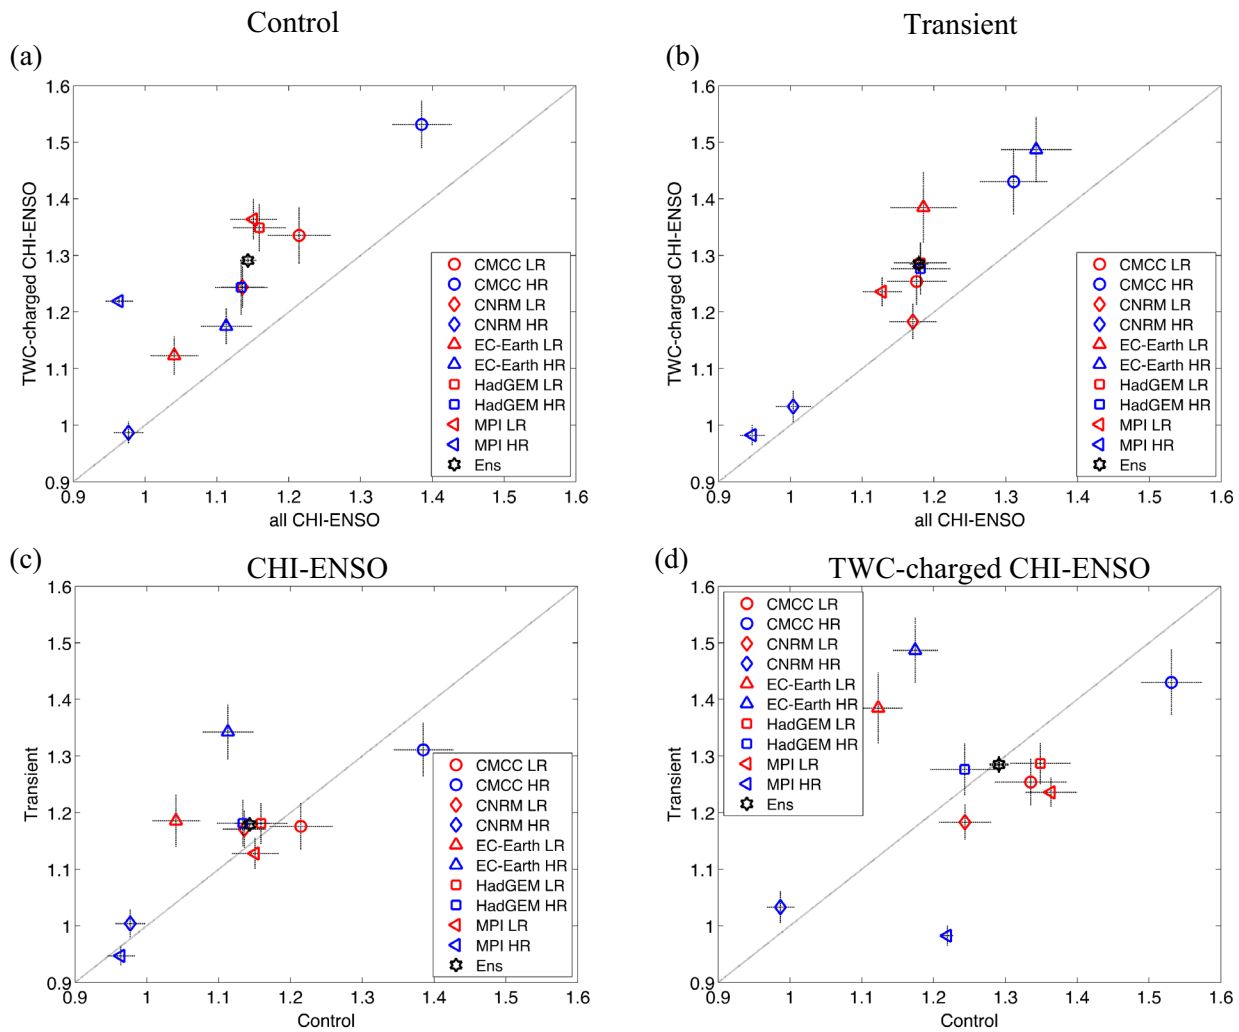 Control
Transient
(a)
(b)
1.6
1.5
1.4
1.3
1.2
1.1
1
0.9
TWC-charged CHI-ENSO
0.9 1 1.1 1.2 1.3 1.4 1.5 1.6
all CHI-ENSO
CMCC LR
CMCC HR
CNRM LR
CNRM HR
EC-Earth LR
EC-Earth HR
HadGEM LR
HadGEM HR
MPI LR
MPI HR
Ens
1.6
1.5
1.4
1.3
1.2
1.1
1
0.9
TWC-charged CHI-ENSO
0.9 1 1.1 1.2 1.3 1.4 1.5 1.6
all CHI-ENSO
CMCC LR
CMCC HR
CNRM LR
CNRM HR
EC-Earth LR
EC-Earth HR
HadGEM LR
HadGEM HR
MPI LR
MPI HR
Ens
(c)
CHI-ENSO
(d)
TWC-charged CHI-ENSO
1.6
1.5
1.4
1.3
1.2
1.1
1
0.9
Transient
0.9 1 1.1 1.2 1.3 1.4 1.5 1.6
Control
CMCC LR
CMCC HR
CNRM LR
CNRM HR
EC-Earth LR
EC-Earth HR
HadGEM LR
HadGEM HR
MPI LR
MPI HR
Ens
1.6
1.5
1.4
1.3
1.2
1.1
1
0.9
Transient
0.9 1 1.1 1.2 1.3 1.4 1.5 1.6
Control
CMCC LR
CMCC HR
CNRM LR
CNRM HR
EC-Earth LR
EC-Earth HR
HadGEM LR
HadGEM HR
MPI LR
MPI HR
Ens